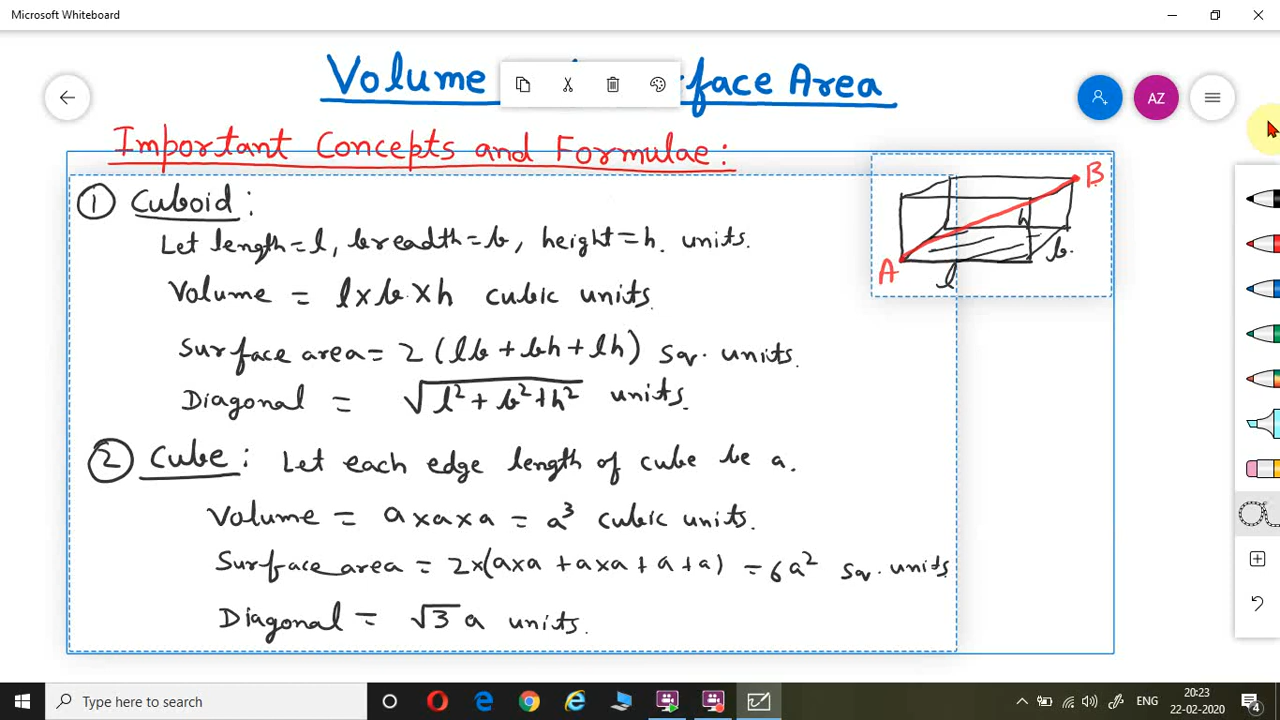 Microsoft Whiteboard
Volume rface Area
AZ
Important Concepts and Formulae:
① Cuboid:
Let length=l, breadth=b, height=h. units.
Volume = l×b×h cubic units.
Surface area= 2 (lb+bh+lh) sq. units.
Diagonal = √l²+b²+h² units.
A
B
h
b.
l
② Cube: Let each edge length of cube be a.
Volume = a×a×a = a³ cubic units.
Surface area = 2×(a×a + a×a + a + a) = 6a² sq. units.
Diagonal = √3 a units.
Type here to search
ENG
20:23
22-02-2020
4